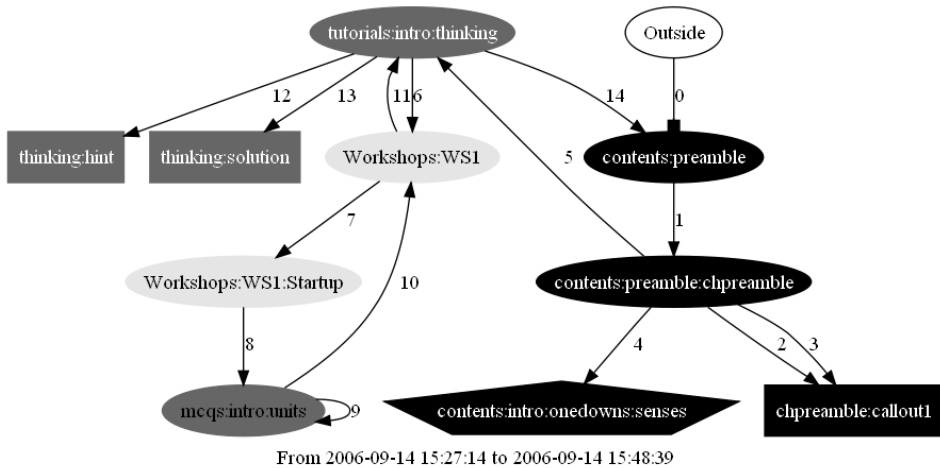 tutorials:intro:thinking
Outside
12
13
11
6
14
0
thinking:hint
thinking:solution
Workshops:WS1
5
contents:preamble
7
1
Workshops:WS1:Startup
10
contents:preamble:chpreamble
8
4
2
3
mcqs:intro:units
9
contents:intro:onedowns:senses
chpreamble:callout1
From 2006-09-14 15:27:14 to 2006-09-14 15:48:39